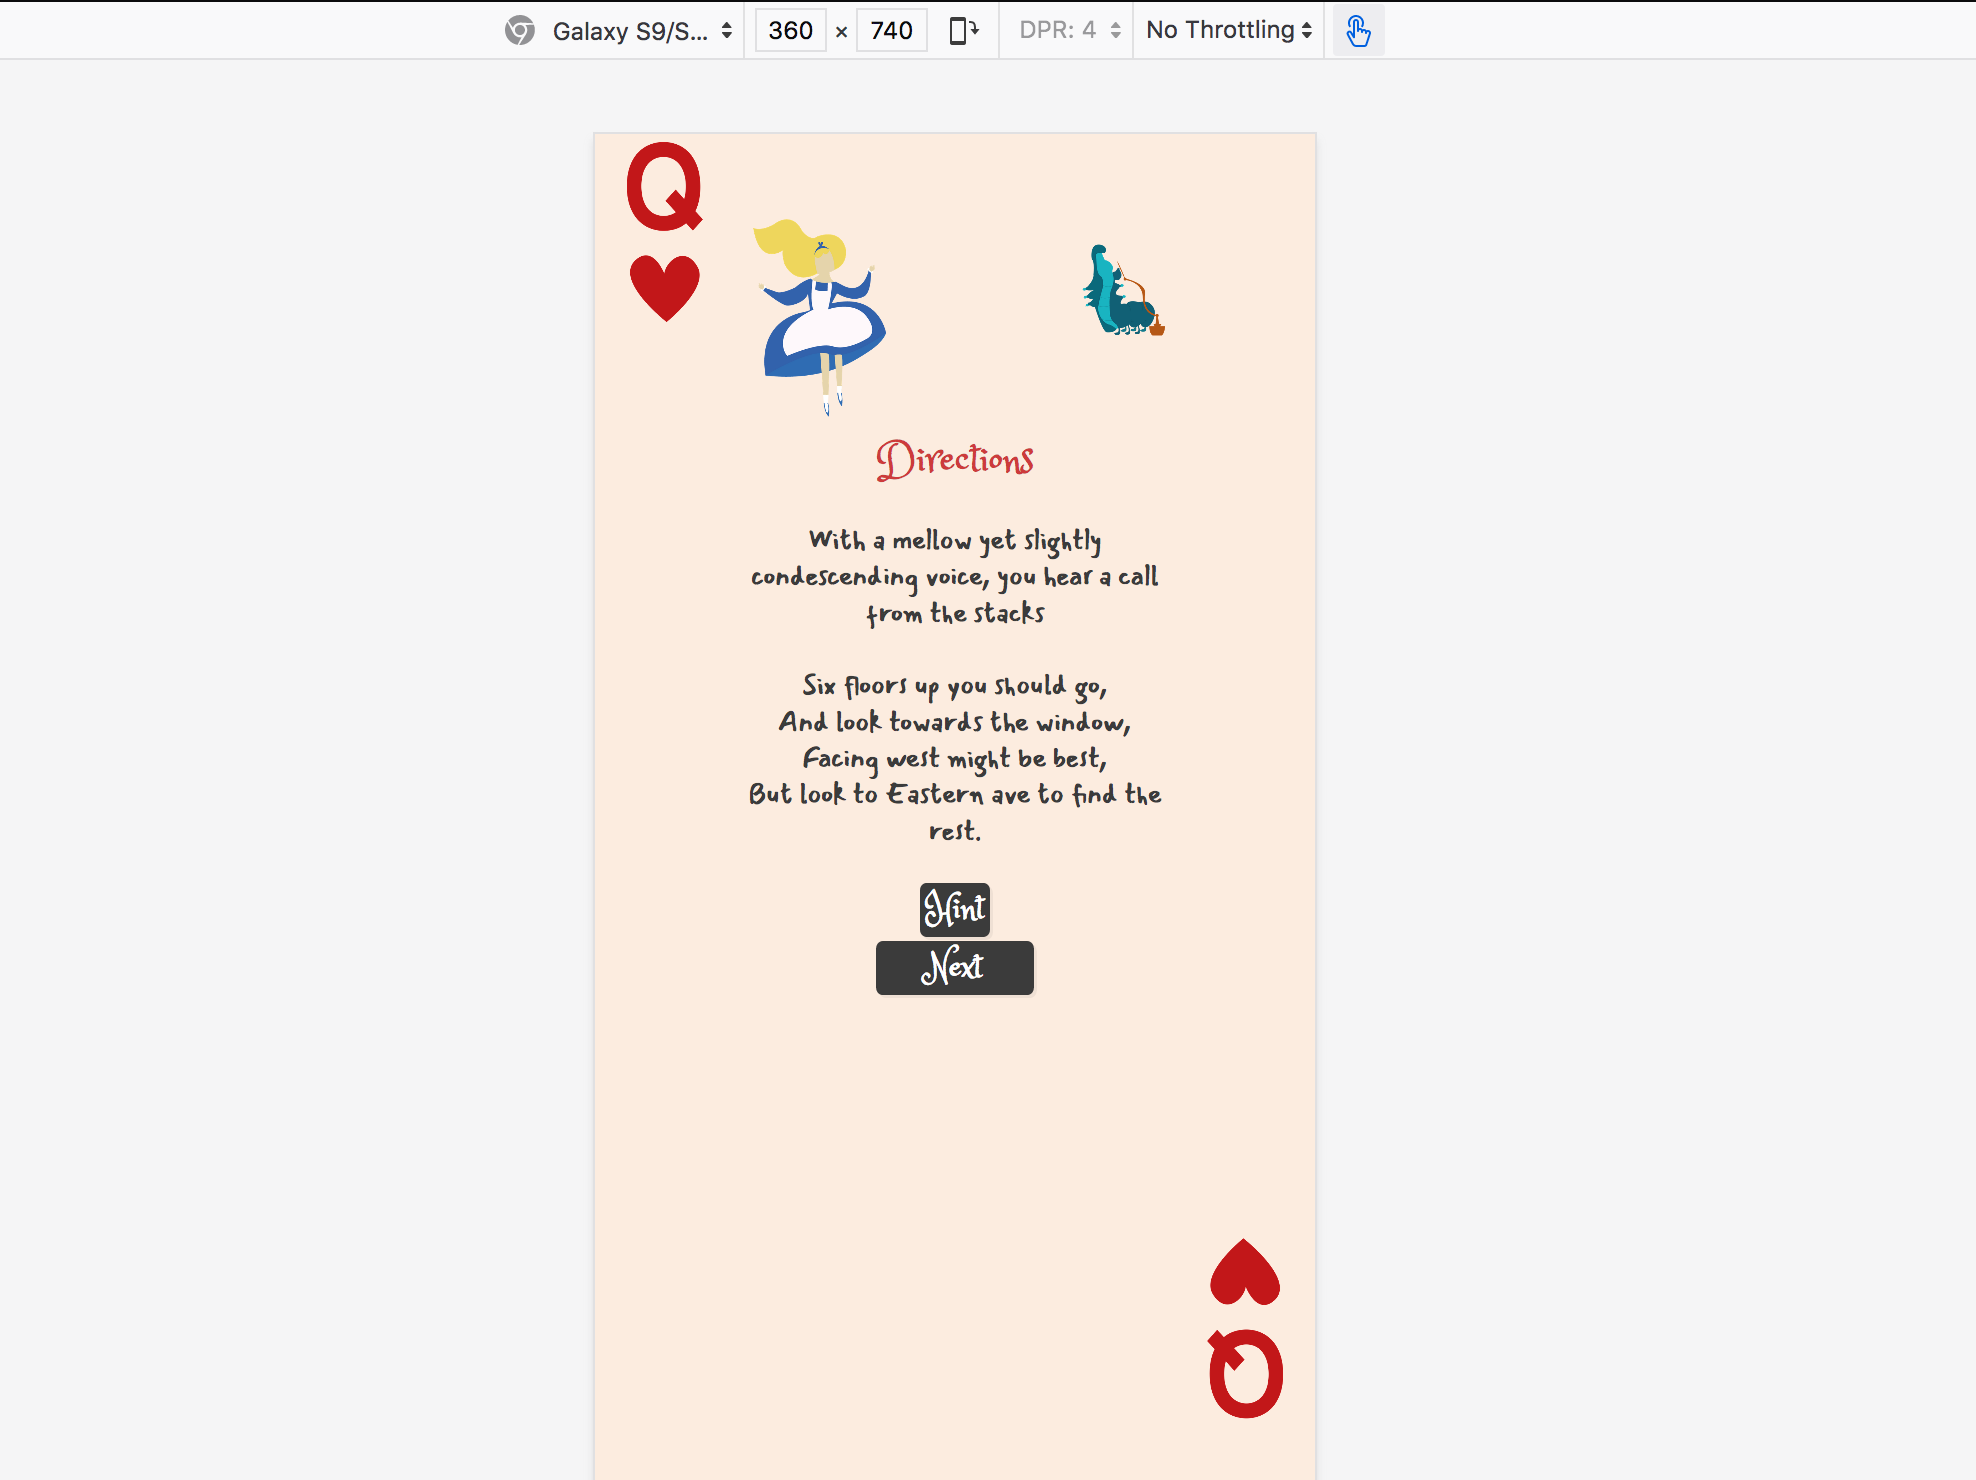 Galaxy S9/S...
360 × 740
DPR: 4
No Throttling
Q
Directions
With a mellow yet slightly
condescending voice, you hear a call
from the stacks
Six floors up you should go,
And look towards the window,
Facing west might be best,
But look to Eastern ave to find the
rest.
Hint
Next
Q